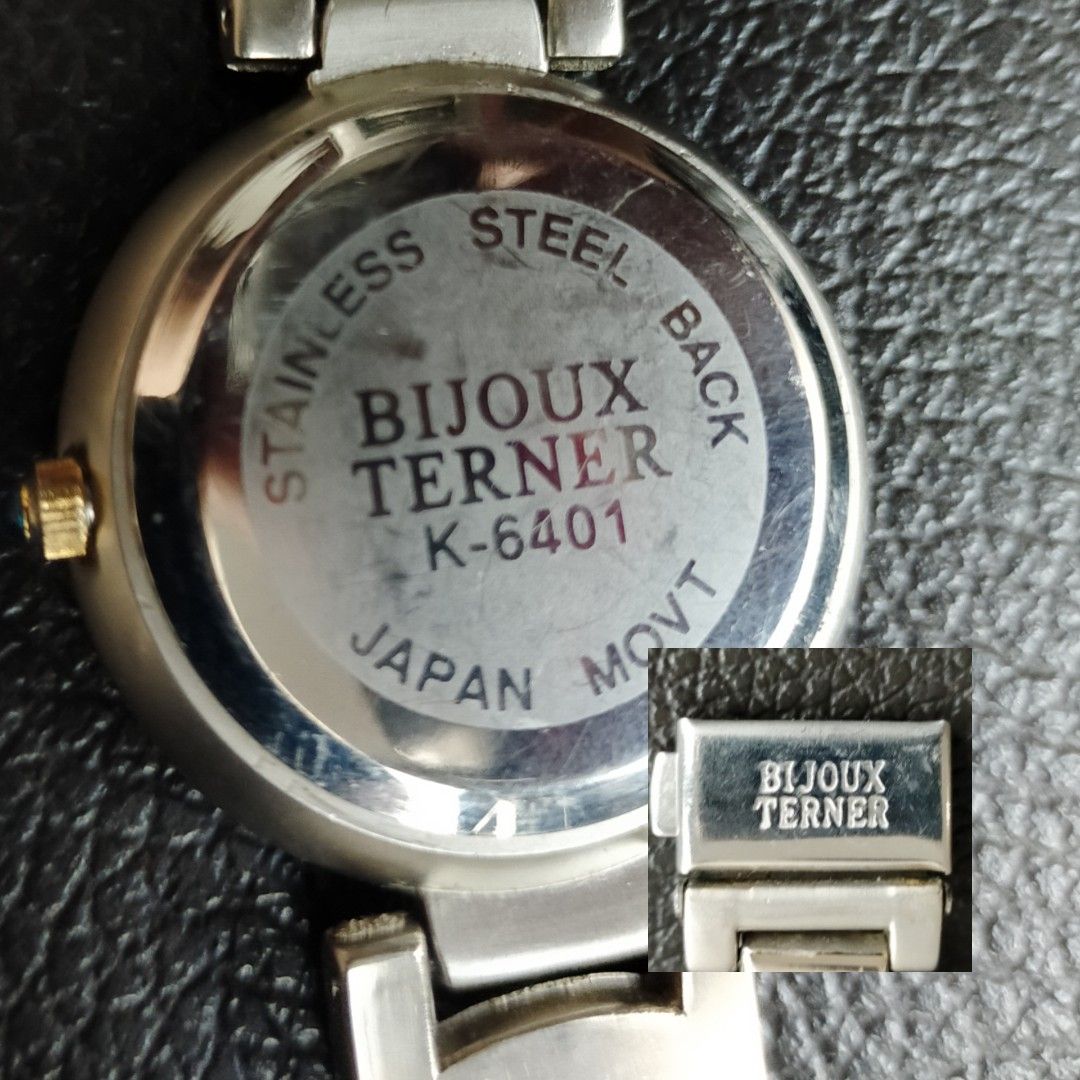 STAINLESS STEEL BACK
BIJOUX
TERNER
K-6401
JAPAN MOVT
BIJOUX
TERNER